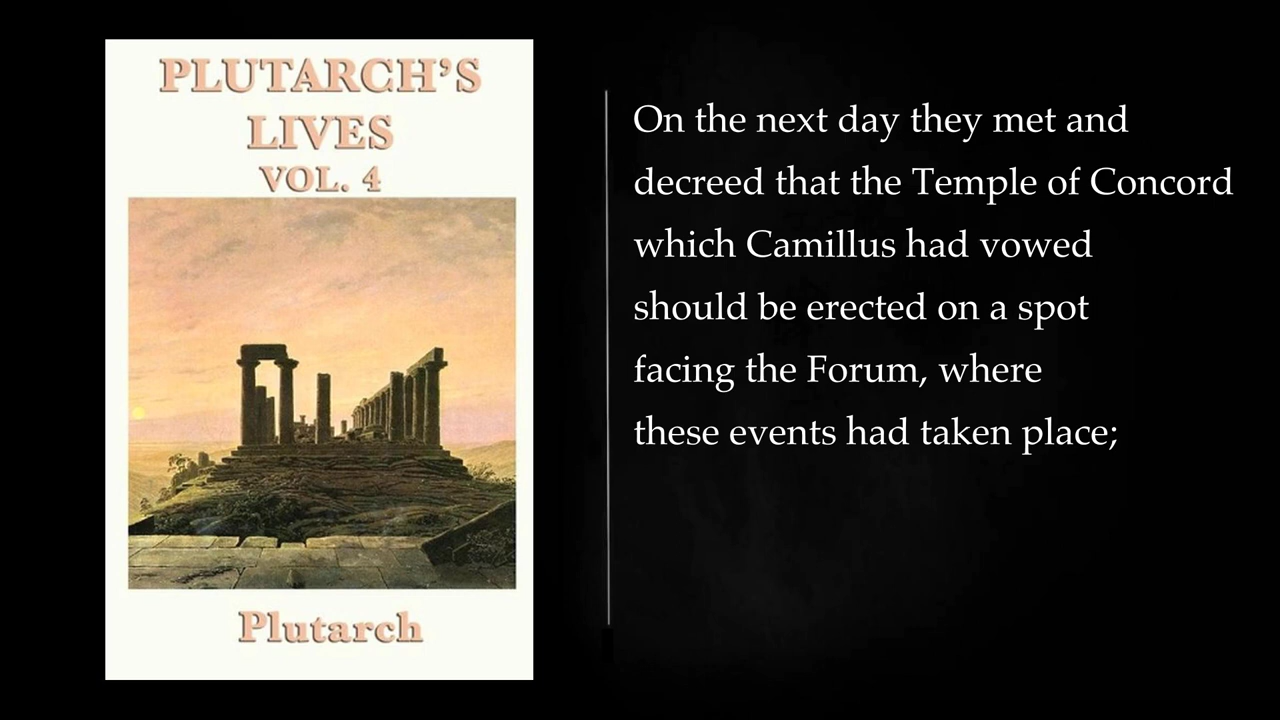 PLUTARCH'S
LIVES
VOL. 4
Plutarch
On the next day they met and
decreed that the Temple of Concord
which Camillus had vowed
should be erected on a spot
facing the Forum, where
these events had taken place;